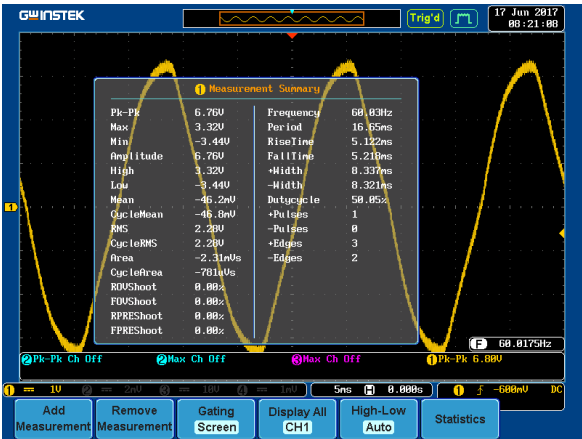 GWINSTEK
Trig'd
17 Jun 2017
08:21:08
1 Measurement Summary
Pk-Pk 6.76V Frequency 60.03Hz
Max 3.32V Period 16.65ms
Min -3.44V RiseTime 5.122ms
Amplitude 6.76V FallTime 5.218ms
High 3.32V +Width 8.337ms
Low -3.44V -Width 8.321ms
Mean -46.2mV Dutycycle 50.05%
CycleMean -46.8mV +Pulses 1
RMS 2.28V -Pulses 0
CycleRMS 2.28V +Edges 3
Area -2.31mVs -Edges 2
CycleArea -781uVs
ROVShoot 0.00%
FOVShoot 0.00%
RPREShoot 0.00%
FPREShoot 0.00%
1
F 60.0175Hz
2 Pk-Pk Ch Off 2 Max Ch Off 3 Max Ch Off 1 Pk-Pk 6.80V
1 1V 2 2mV 3 10V 4 1mV 5ms H 0.000s 1 -600mV DC
Add Measurement
Remove Measurement
Gating Screen
Display All CH1
High-Low Auto
Statistics